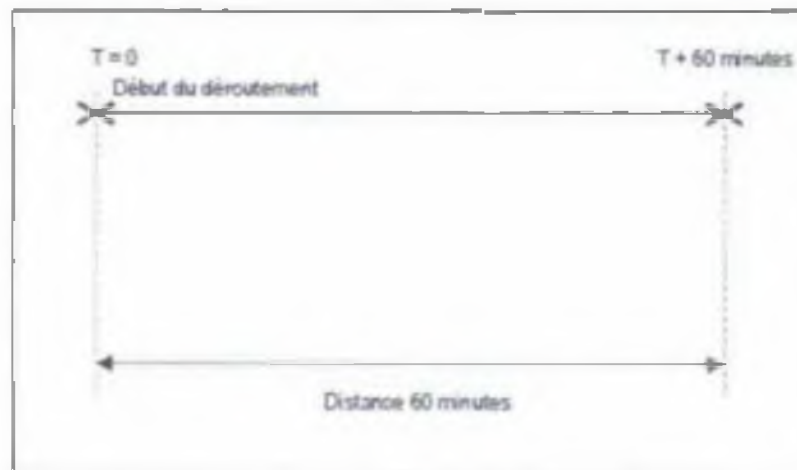 T = 0
T + 60 minutes
Début du déroutement
Distance 60 minutes